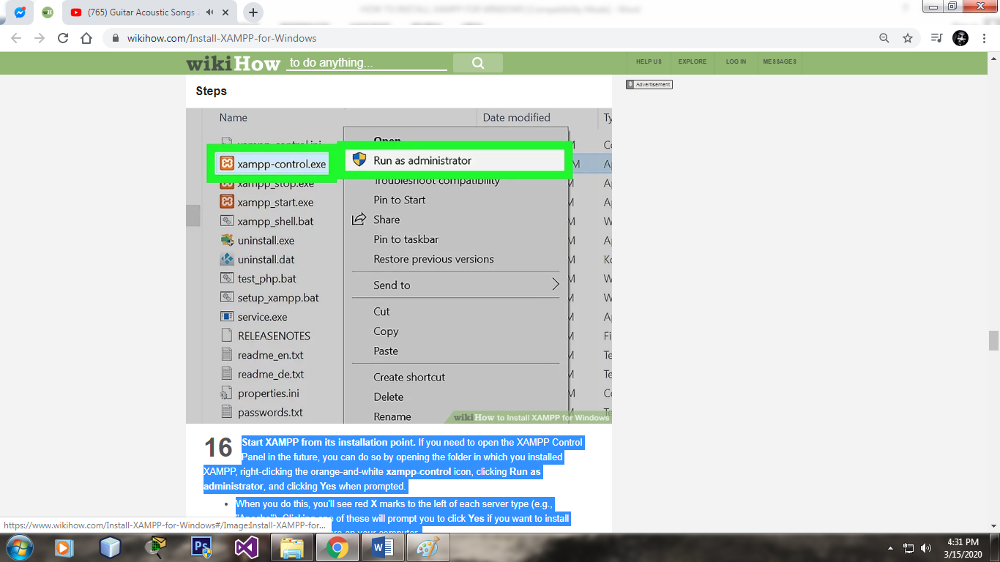 HOW TO INSTALL XAMPP FOR WINDOWS [Compatibility Mode] - Word
(765) Guitar Acoustic Songs
wikihow.com/Install-XAMPP-for-Windows
wikiHow to do anything...
HELP US EXPLORE LOG IN MESSAGES
Advertisement
Steps
Name Date modified Ty
xampp_control.ini
Open
xampp-control.exe
Run as administrator
xampp_stop.exe
Troubleshoot compatibility
xampp_start.exe
Pin to Start
xampp_shell.bat
Share
uninstall.exe
Pin to taskbar
uninstall.dat
Restore previous versions
test_php.bat
Send to
setup_xampp.bat
service.exe
Cut
RELEASENOTES
Copy
readme_en.txt
Paste
readme_de.txt
Create shortcut
properties.ini
Delete
passwords.txt
Rename
wikiHow to Install XAMPP for Windows
16 Start XAMPP from its installation point. If you need to open the XAMPP Control
Panel in the future, you can do so by opening the folder in which you installed
XAMPP, right-clicking the orange-and-white xampp-control icon, clicking Run as
administrator, and clicking Yes when prompted.
• When you do this, you'll see red X marks to the left of each server type (e.g.,
"Apache"). Clicking one of these will prompt you to click Yes if you want to install
on your computer.
https://www.wikihow.com/Install-XAMPP-for-Windows#/Image:Install-XAMPP-for-...
4:31 PM
3/15/2020